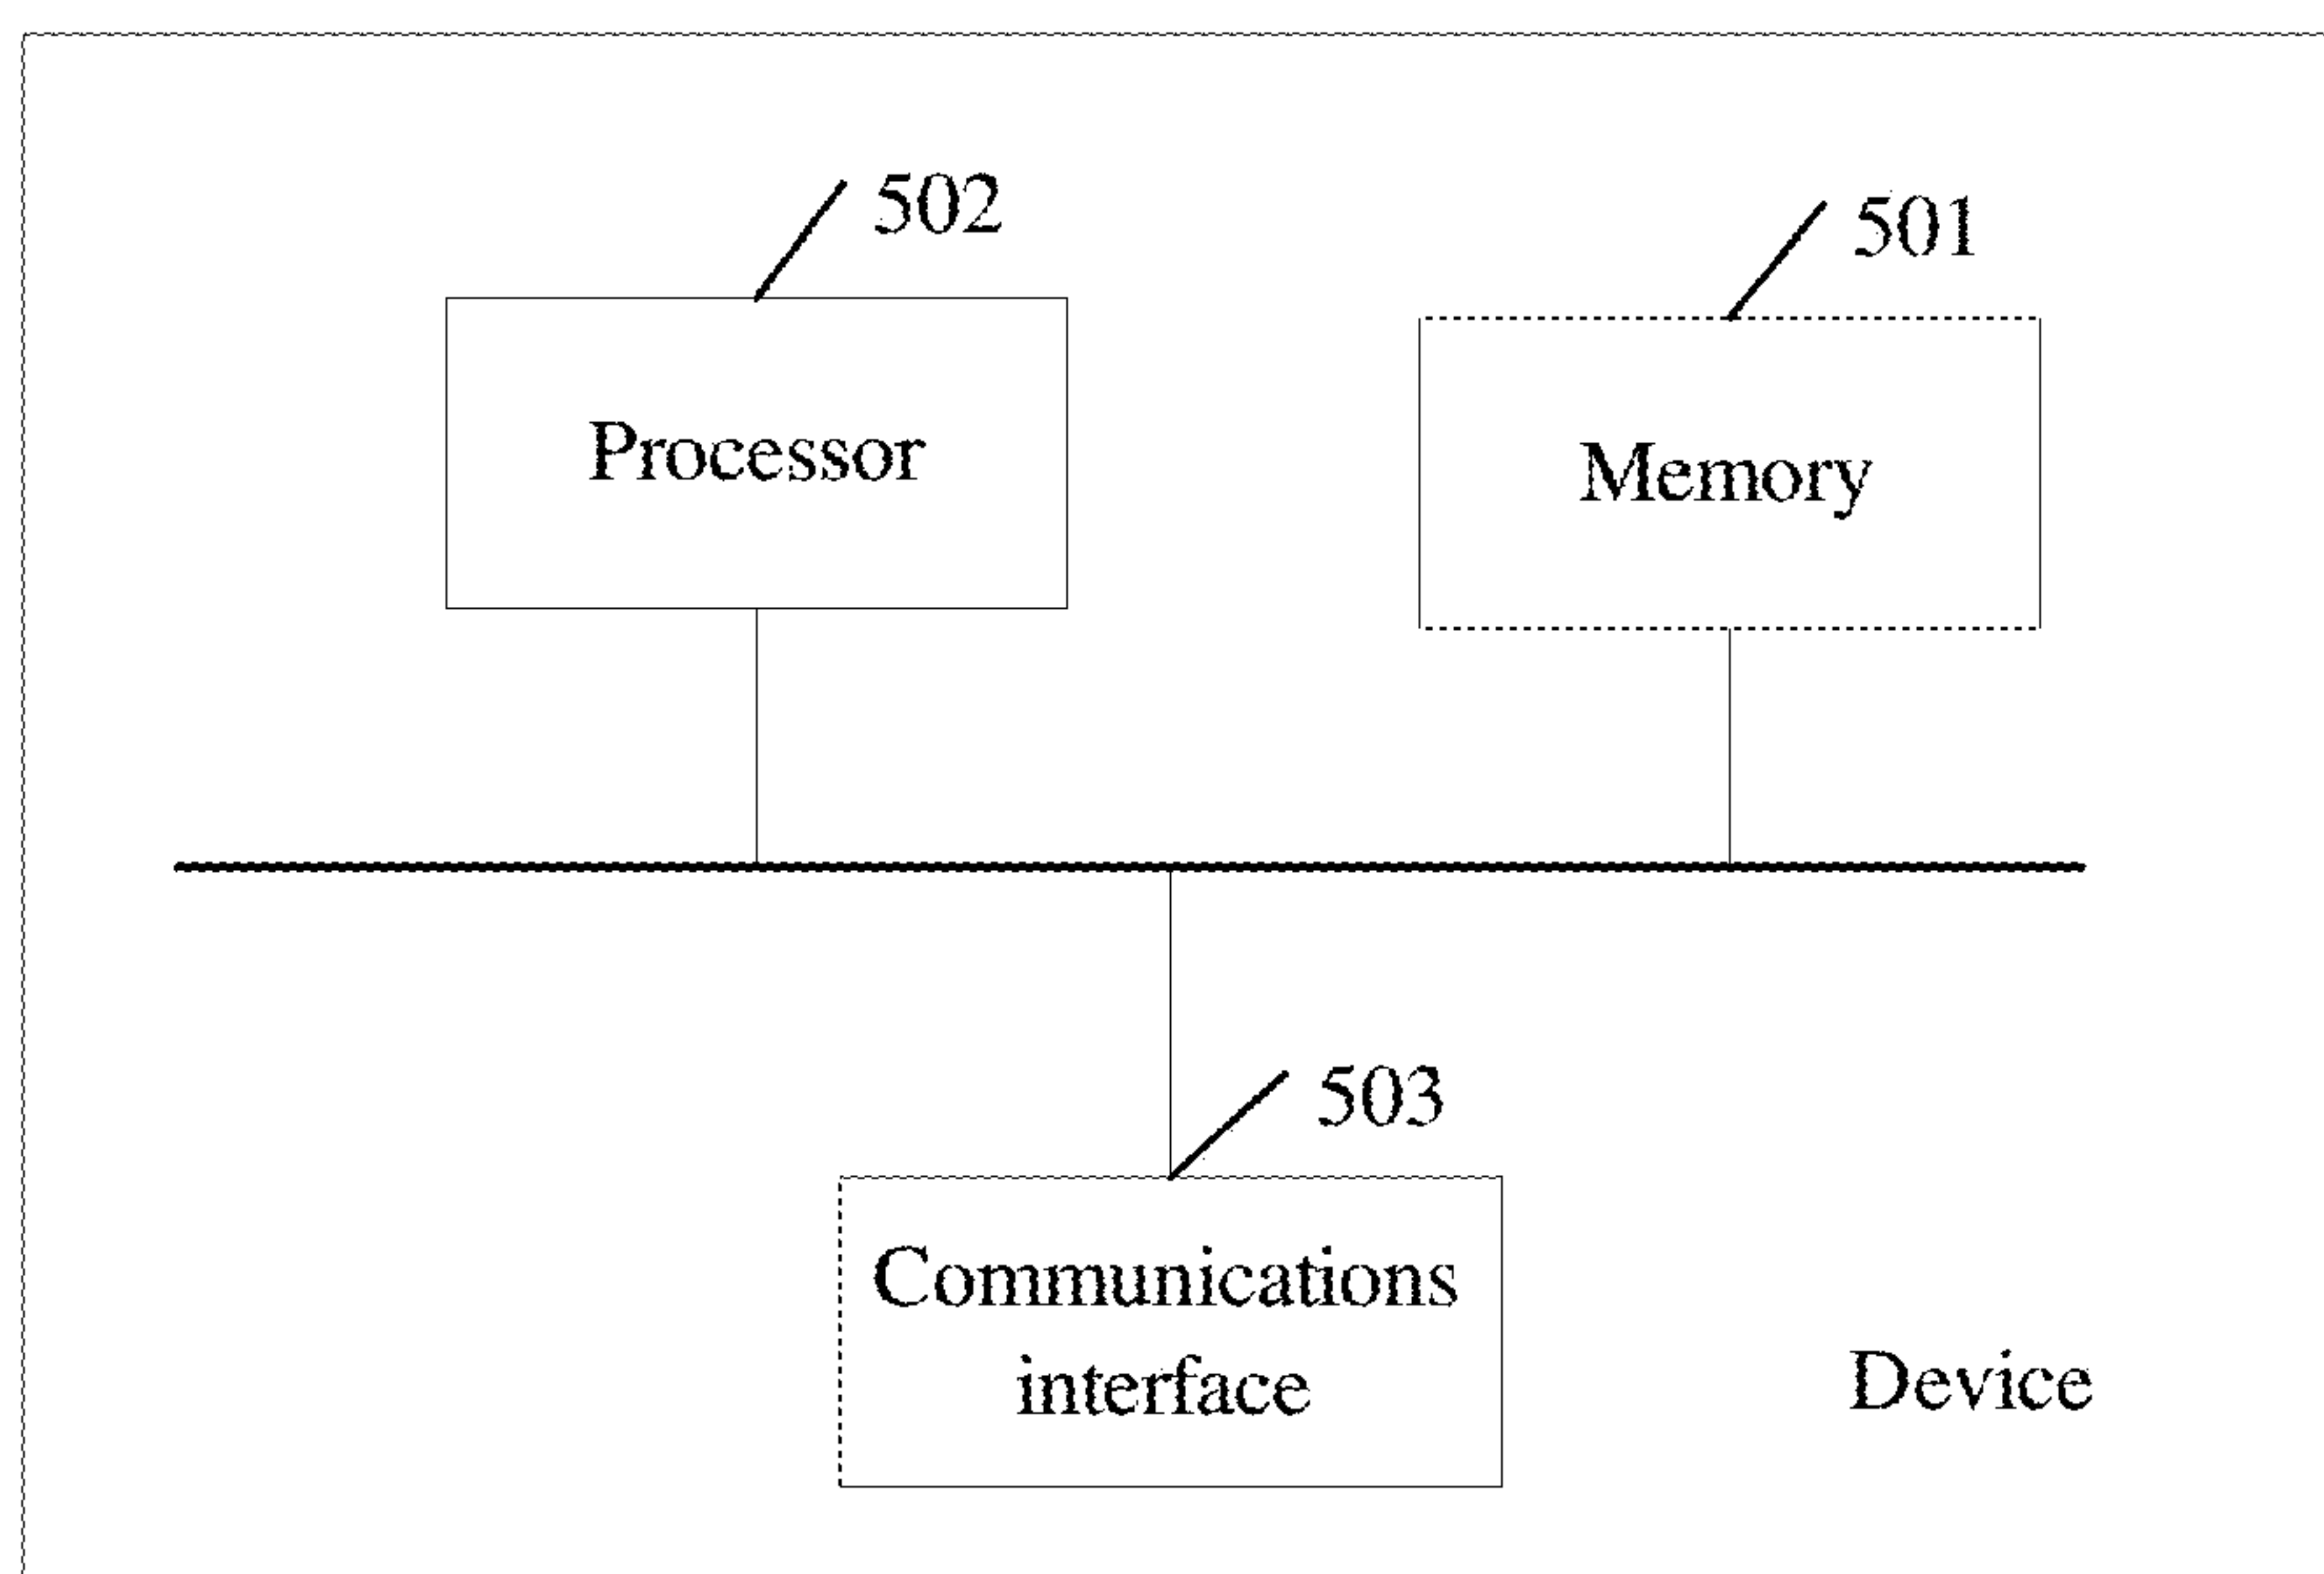 502
501
Processor
Memory
503
Communications
interface
Device